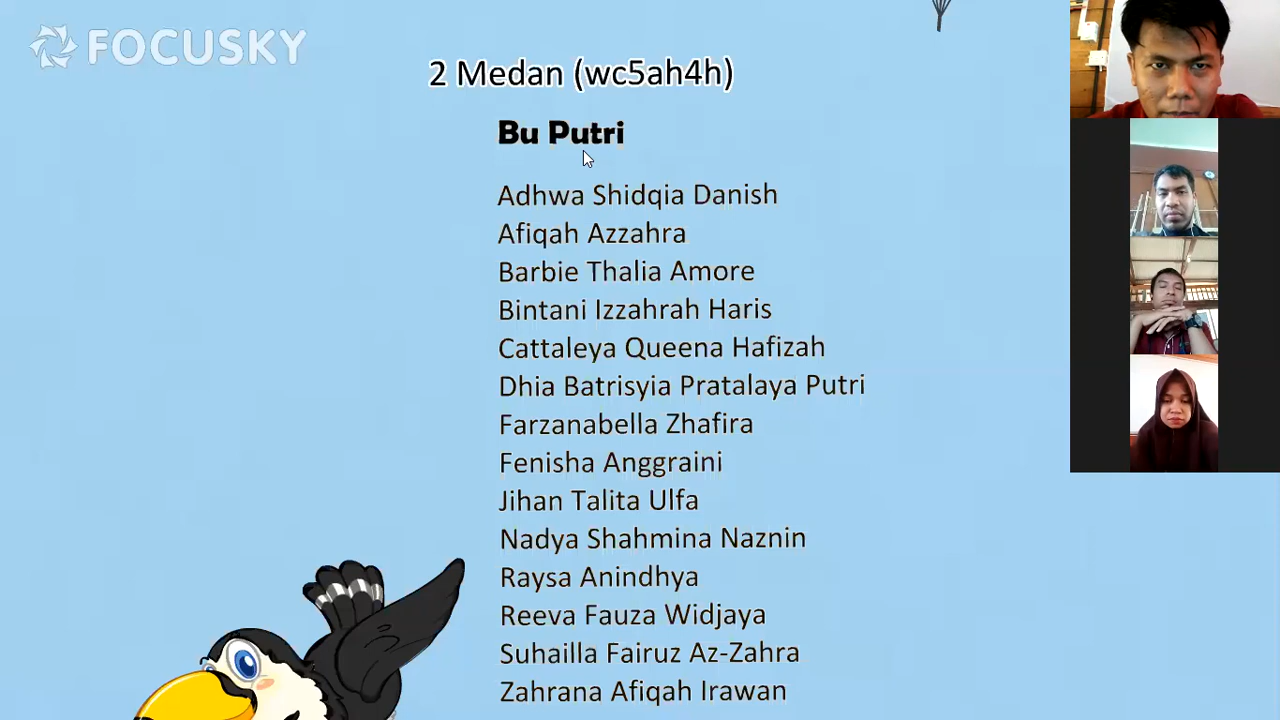 FOCUSKY
2 Medan (wc5ah4h)
Bu Putri
Adhwa Shidqia Danish
Afiqah Azzahra
Barbie Thalia Amore
Bintani Izzahrah Haris
Cattaleya Queena Hafizah
Dhia Batrisyia Pratalaya Putri
Farzanabella Zhafira
Fenisha Anggraini
Jihan Talita Ulfa
Nadya Shahmina Naznin
Raysa Anindhya
Reeva Fauza Widjaya
Suhailla Fairuz Az-Zahra
Zahrana Afiqah Irawan